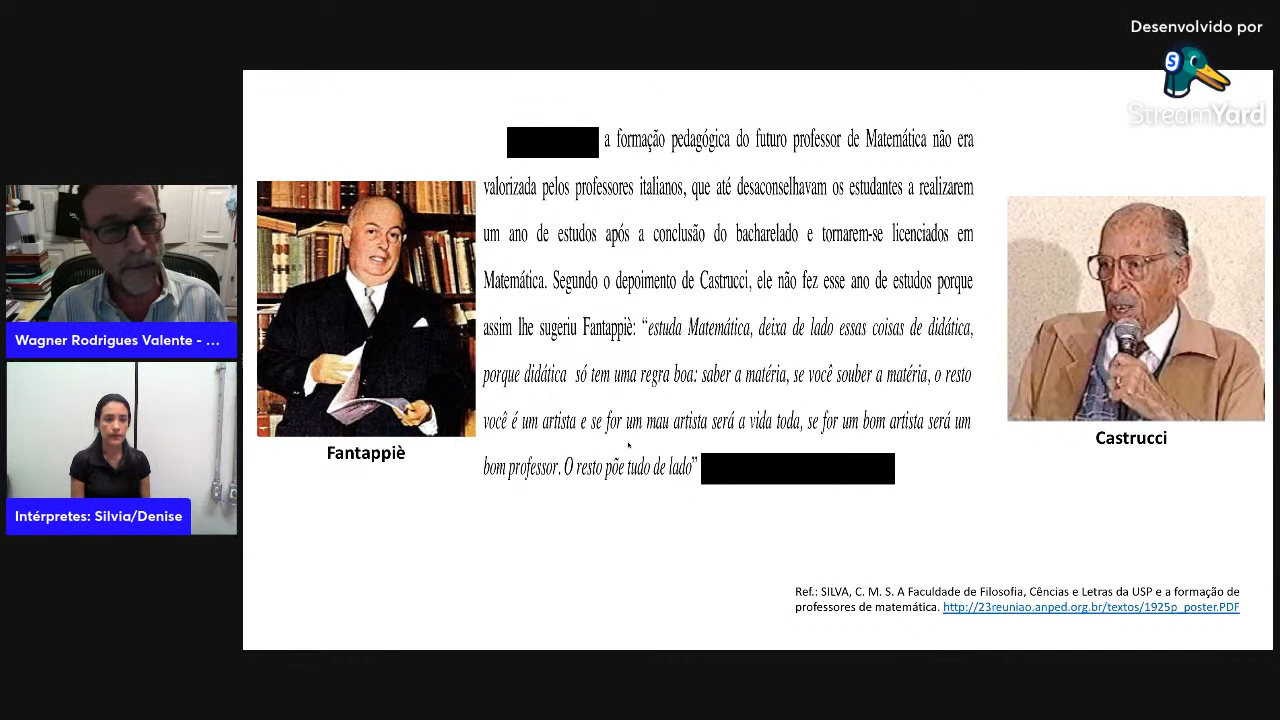 Desenvolvido por
S
StreamYard
a formação pedagógica do futuro professor de Matemática não era
valorizada pelos professores italianos, que até desaconselhavam os estudantes a realizarem
um ano de estudos após a conclusão do bacharelado e tornarem-se licenciados em
Matemática. Segundo o depoimento de Castrucci, ele não fez esse ano de estudos porque
assim lhe sugeriu Fantappiè: “estuda Matemática, deixa de lado essas coisas de didática,
porque didática só tem uma regra boa: saber a matéria, se você souber a matéria, o resto
você é um artista e se for um mau artista será a vida toda, se for um bom artista será um
bom professor. O resto põe tudo de lado”
Fantappiè
Castrucci
Wagner Rodrigues Valente - ...
Intérpretes: Silvia/Denise
Ref.: SILVA, C. M. S. A Faculdade de Filosofia, Cências e Letras da USP e a formação de
professores de matemática. http://23reuniao.anped.org.br/textos/1925p_poster.PDF